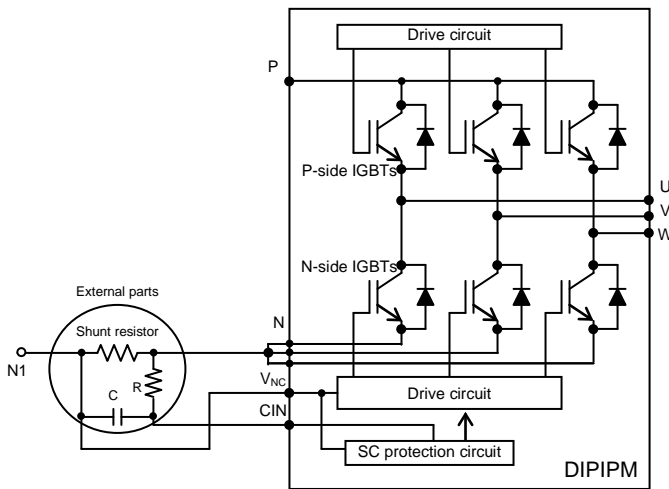 Drive circuit
P
P-side IGBTs
U
V
W
N-side IGBTs
External parts
Shunt resistor
N
N1
R
C
VNC
CIN
Drive circuit
SC protection circuit
DIPIPM